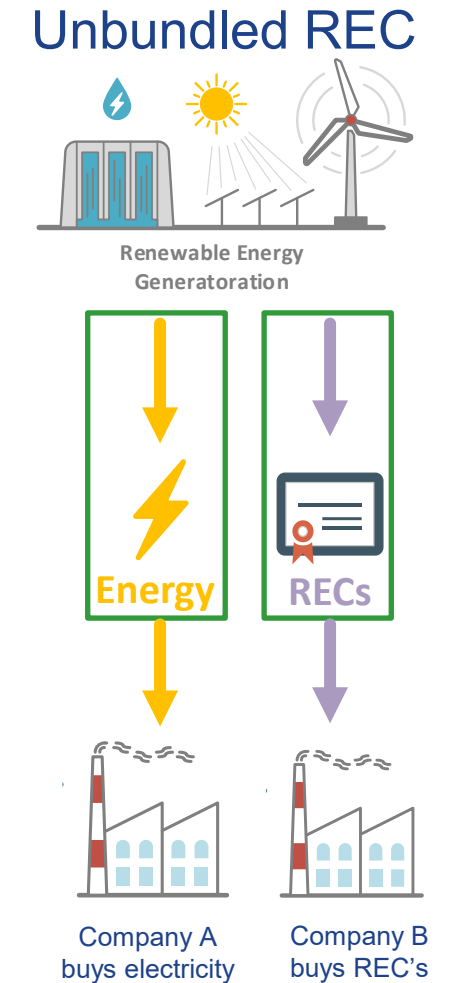 Unbundled REC
Renewable Energy
Generatoration
Energy
RECs
Company A
buys electricity
Company B
buys REC's